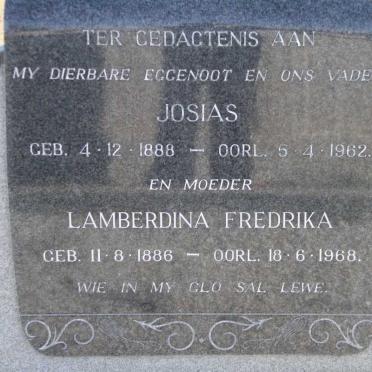 TER GEDAGTENIS AAN
MY DIERBARE EGGENOOT EN ONS VADE
JOSIAS
GEB. 4·12·1888 — OORL. 5·4·1962.
EN MOEDER
LAMBERDINA FREDRIKA
GEB. 11·8·1886 — OORL. 18·6·1968.
WIE IN MY GLO SAL LEWE.